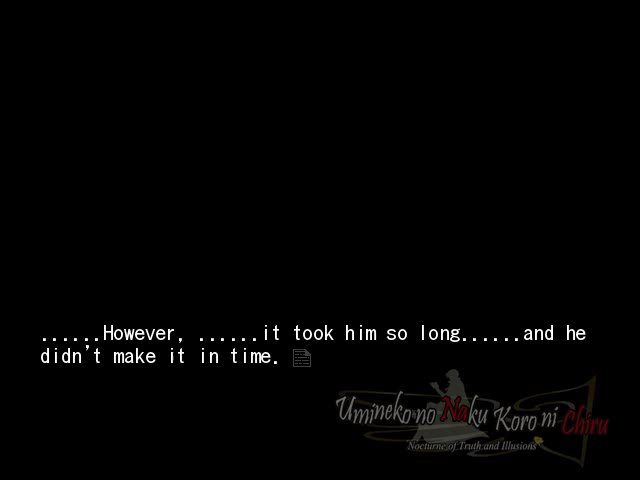 ......However, ......it took him so long......and he
didn't make it in time.
Umineko no Naku Koro ni Chiru
Nocturne of Truth and Illusions